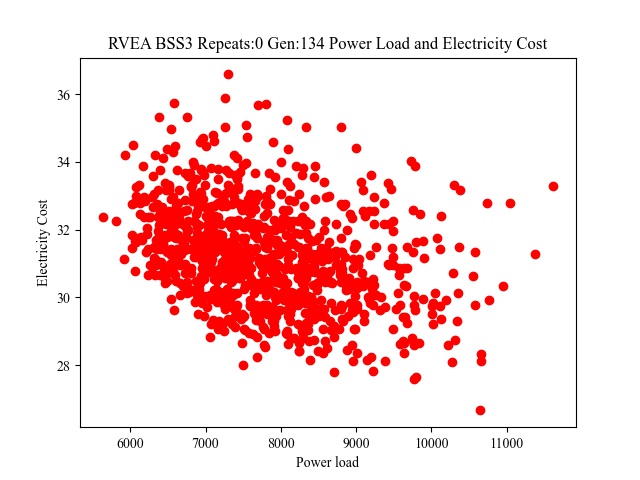 RVEA BSS3 Repeats:0 Gen:134 Power Load and Electricity Cost
36
34
32
30
28
Electricity Cost
6000 7000 8000 9000 10000 11000
Power load